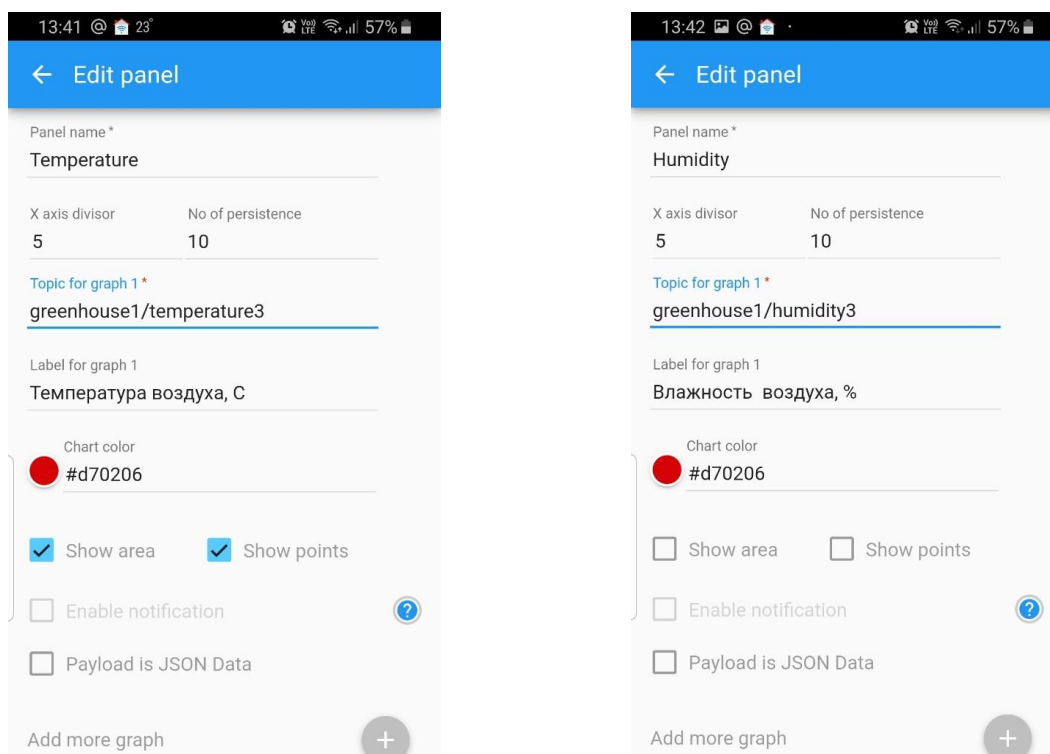 13:41 @ 23° Vo)) LTE 57%
Edit panel
Panel name *
Temperature
X axis divisor No of persistence
5 10
Topic for graph 1 *
greenhouse1/temperature3
Label for graph 1
Температура воздуха, С
Chart color
#d70206
Show area Show points
Enable notification ?
Payload is JSON Data
Add more graph +
13:42 @ · Vo)) LTE 57%
Edit panel
Panel name *
Humidity
X axis divisor No of persistence
5 10
Topic for graph 1 *
greenhouse1/humidity3
Label for graph 1
Влажность  воздуха, %
Chart color
#d70206
Show area Show points
Enable notification ?
Payload is JSON Data
Add more graph +